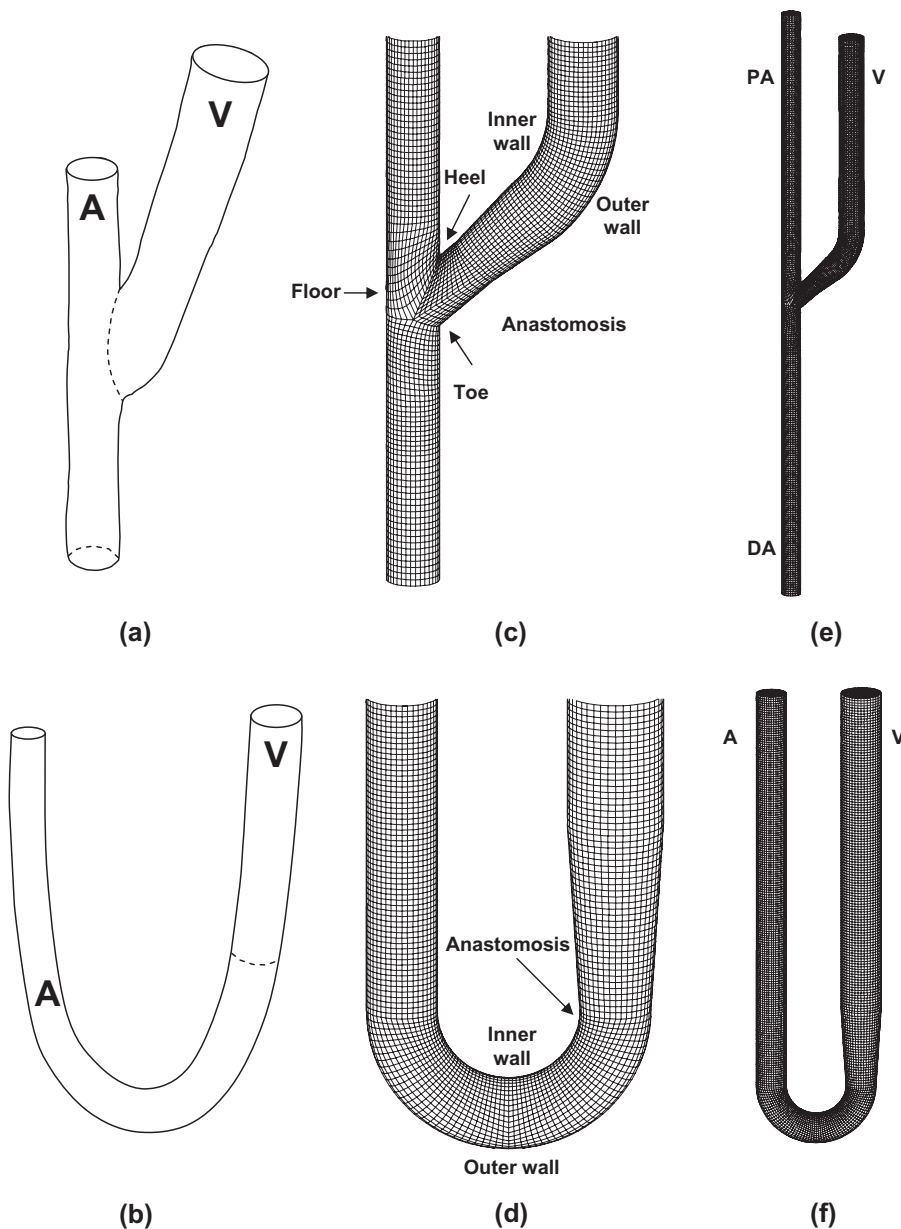 A
V
(a)
Inner
wall
Heel
Outer
wall
Floor
Anastomosis
Toe
(c)
PA
V
DA
(e)
A
V
(b)
Anastomosis
Inner
wall
Outer wall
(d)
A
V
(f)